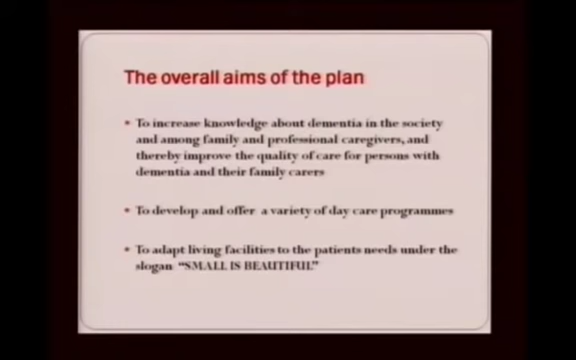 The overall aims of the plan
• To increase knowledge about dementia in the society
and among family and professional caregivers, and
thereby improve the quality of care for persons with
dementia and their family carers
• To develop and offer a variety of day care programmes
• To adapt living facilities to the patients needs under the
slogan "SMALL IS BEAUTIFUL"